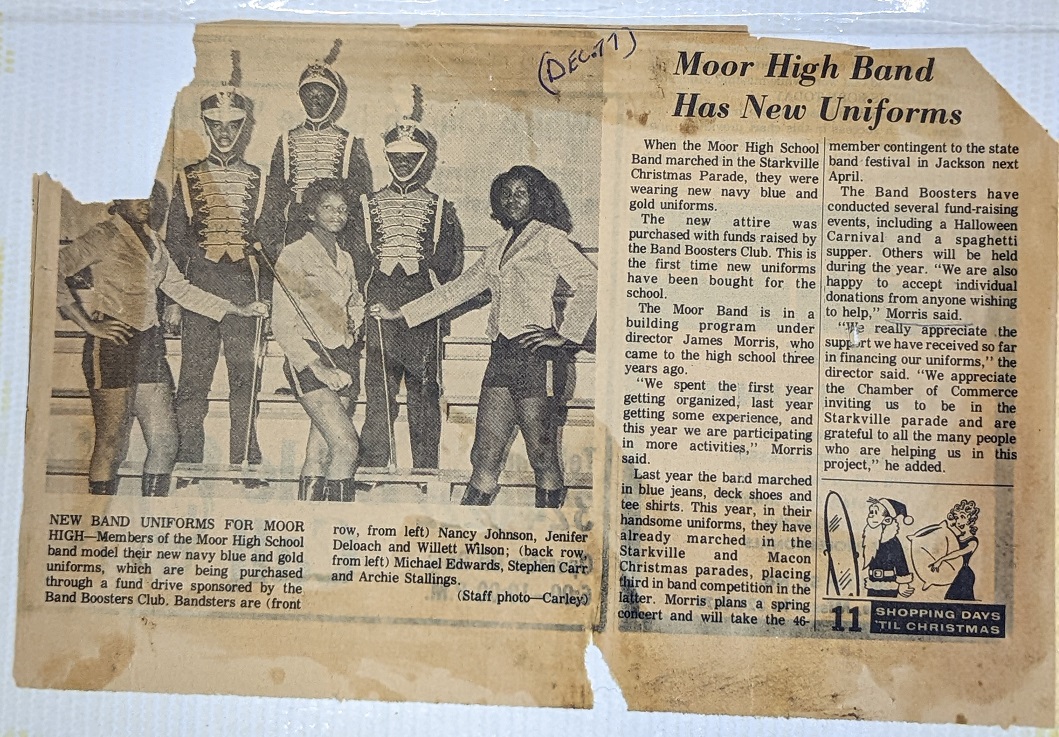 (DEC. 77)
Moor High Band
Has New Uniforms
When the Moor High School
Band marched in the Starkville
Christmas Parade, they were
wearing new navy blue and
gold uniforms.
The new attire was
purchased with funds raised by
the Band Boosters Club. This is
the first time new uniforms
have been bought for the
school.
The Moor Band is in a
building program under
director James Morris, who
came to the high school three
years ago.
“We spent the first year
getting organized, last year
getting some experience, and
this year we are participating
in more activities,” Morris
said.
Last year the band marched
in blue jeans, deck shoes and
tee shirts. This year, in their
handsome uniforms, they have
already marched in the
Starkville and Macon
Christmas parades, placing
third in band competition in the
latter. Morris plans a spring
concert and will take the 46-
member contingent to the state
band festival in Jackson next
April.
The Band Boosters have
conducted several fund-raising
events, including a Halloween
Carnival and a spaghetti
supper. Others will be held
during the year. “We are also
happy to accept individual
donations from anyone wishing
to help,” Morris said.
“We really appreciate the
support we have received so far
in financing our uniforms,” the
director said. “We appreciate
the Chamber of Commerce
inviting us to be in the
Starkville parade and are
grateful to all the many people
who are helping us in this
project,” he added.
11 SHOPPING DAYS
'TIL CHRISTMAS
NEW BAND UNIFORMS FOR MOOR
HIGH—Members of the Moor High School
band model their new navy blue and gold
uniforms, which are being purchased
through a fund drive sponsored by the
Band Boosters Club. Bandsters are (front
row, from left) Nancy Johnson, Jenifer
Deloach and Willett Wilson; (back row,
from left) Michael Edwards, Stephen Carr
and Archie Stallings.
(Staff photo—Carley)